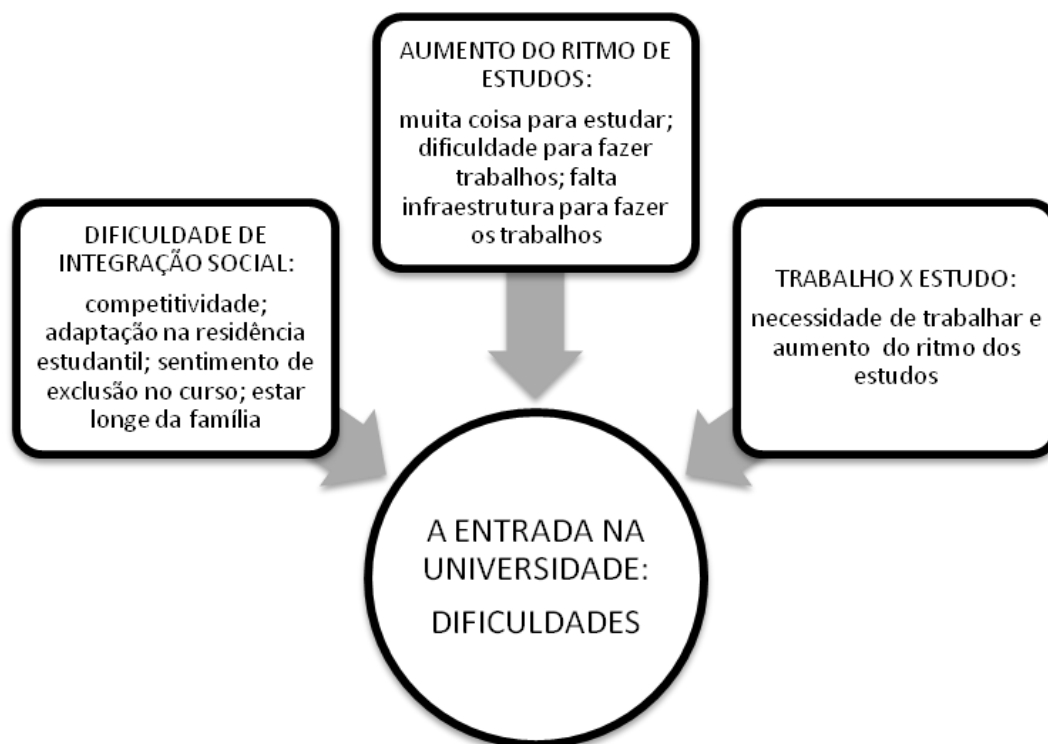 AUMENTO DO RITMO DE
ESTUDOS:
muita coisa para estudar;
dificuldade para fazer
trabalhos; falta
infraestrutura para fazer
os trabalhos
DIFICULDADE DE
INTEGRAÇÃO SOCIAL:
competitividade;
adaptação na residência
estudantil; sentimento de
exclusão no curso; estar
longe da família
TRABALHO X ESTUDO:
necessidade de trabalhar e
aumento do ritmo dos
estudos
A ENTRADA NA
UNIVERSIDADE:
DIFICULDADES